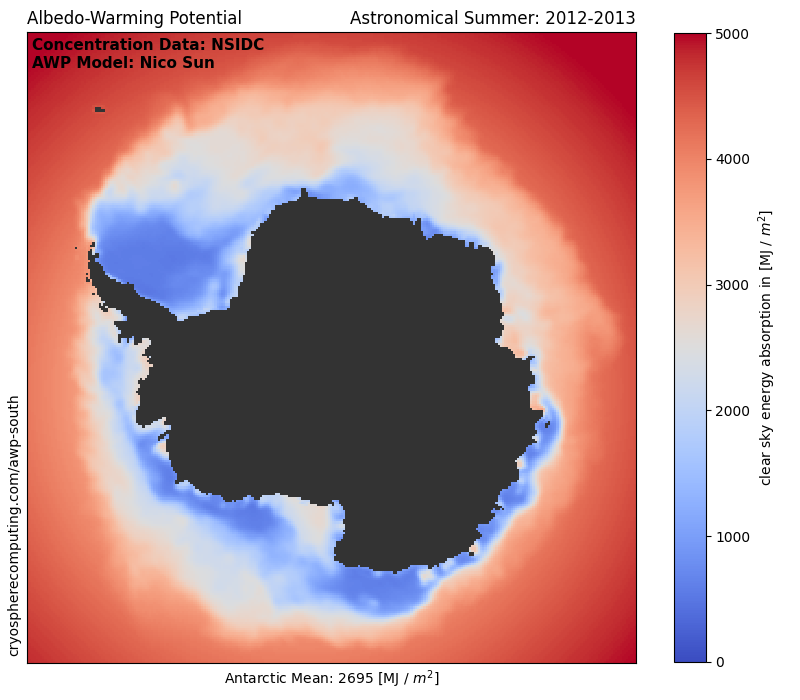 Albedo-Warming Potential
Astronomical Summer: 2012-2013
Concentration Data: NSIDC
AWP Model: Nico Sun
cryospherecomputing.com/awp-south
Antarctic Mean: 2695 [MJ / m²]
5000
4000
3000
2000
1000
0
clear sky energy absorption in [MJ / m²]